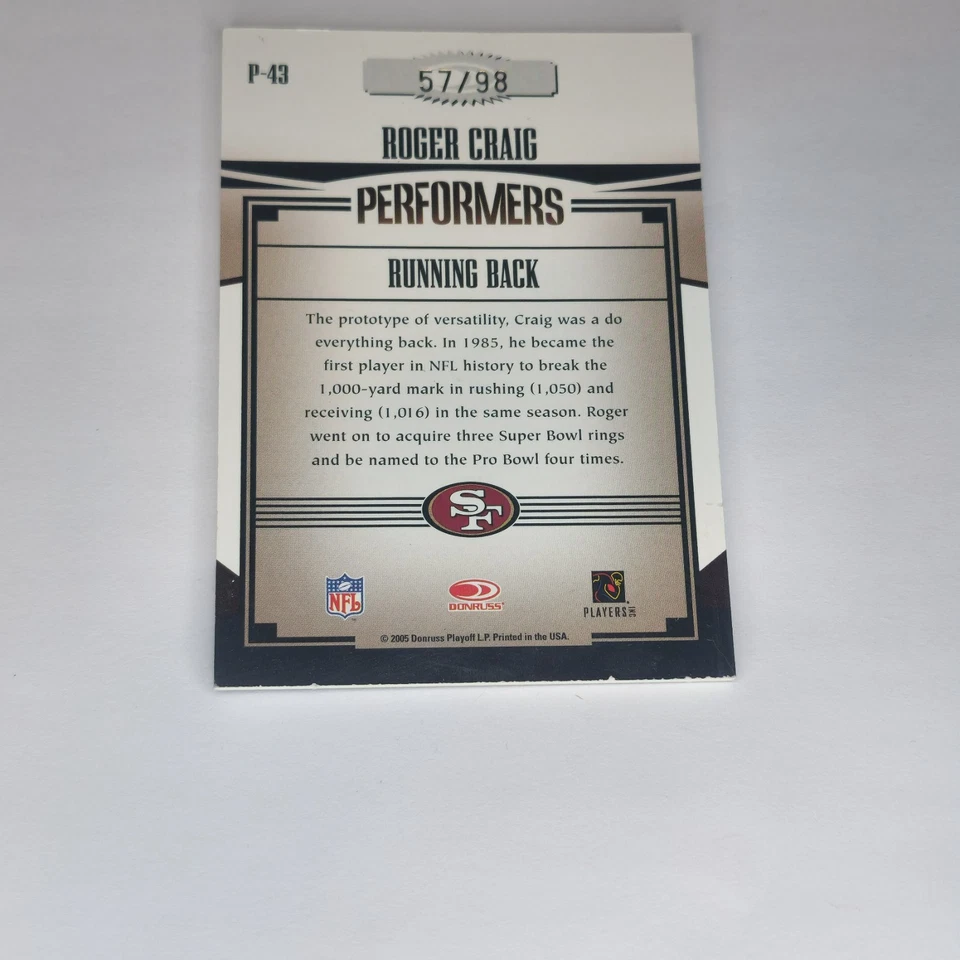 P-43
57/98
ROGER CRAIG
PERFORMERS
RUNNING BACK
The prototype of versatility, Craig was a do
everything back. In 1985, he became the
first player in NFL history to break the
1,000-yard mark in rushing (1,050) and
receiving (1,016) in the same season. Roger
went on to acquire three Super Bowl rings
and be named to the Pro Bowl four times.
SF
NFL
DONRUSS
PLAYERS INC
© 2005 Donruss Playoff L.P. Printed in the USA.